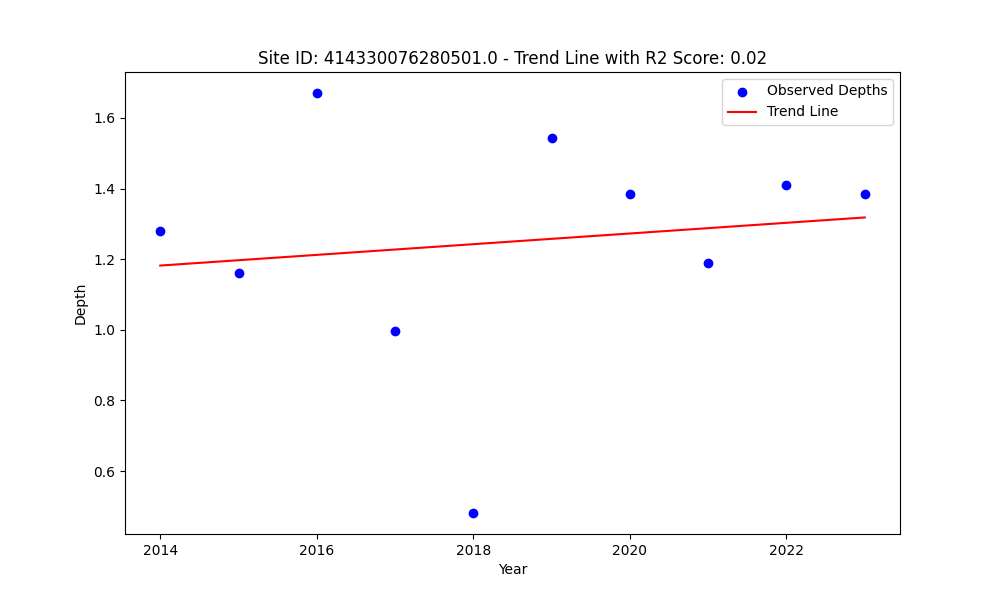 Site ID: 414330076280501.0 - Trend Line with R2 Score: 0.02
Observed Depths
Trend Line
1.6
1.4
1.2
1.0
0.8
0.6
Depth
2014
2016
2018
2020
2022
Year